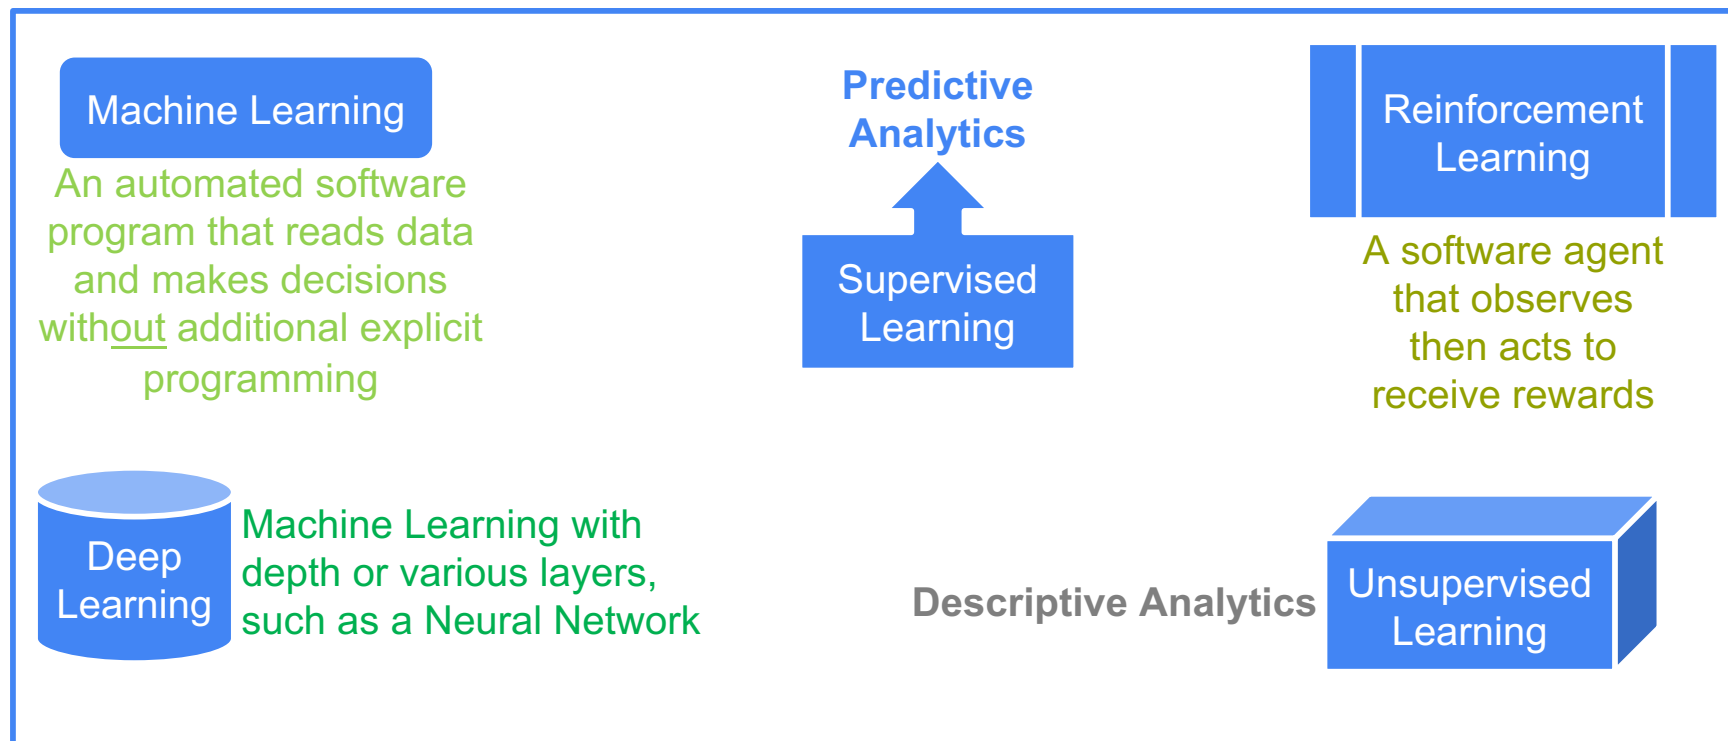 Machine Learning
An automated software
program that reads data
and makes decisions
without additional explicit
programming
Predictive
Analytics
Supervised
Learning
Reinforcement
Learning
A software agent
that observes
then acts to
receive rewards
Deep
Learning
Machine Learning with
depth or various layers,
such as a Neural Network
Descriptive Analytics
Unsupervised
Learning